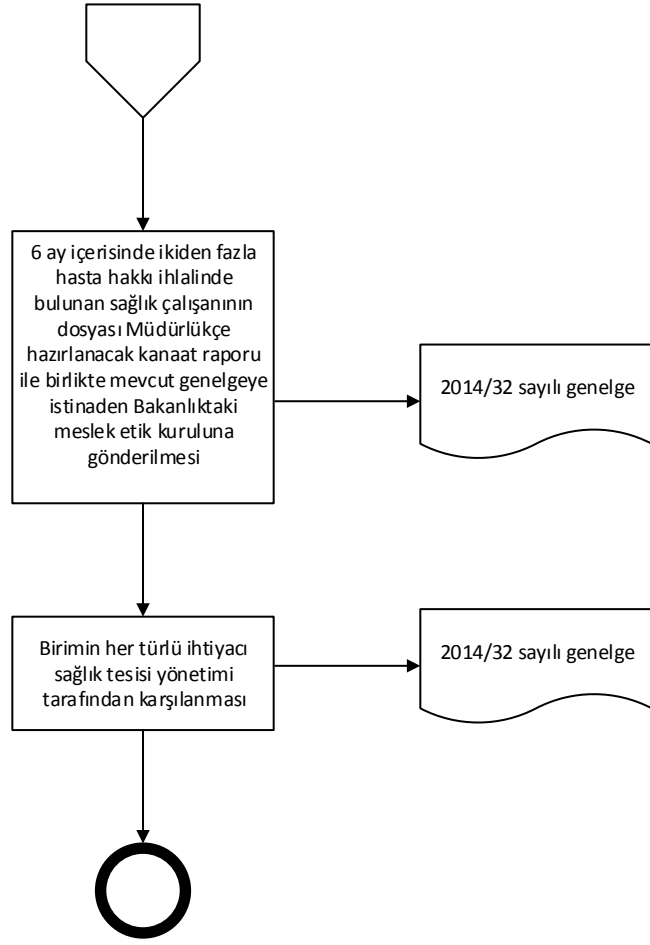 6 ay içerisinde ikiden fazla
hasta hakkı ihlalinde
bulunan sağlık çalışanının
dosyası Müdürlükçe
hazırlanacak kanaat raporu
ile birlikte mevcut genelgeye
istinaden Bakanlıktaki
meslek etik kuruluna
gönderilmesi
2014/32 sayılı genelge
Birimin her türlü ihtiyacı
sağlık tesisi yönetimi
tarafından karşılanması
2014/32 sayılı genelge